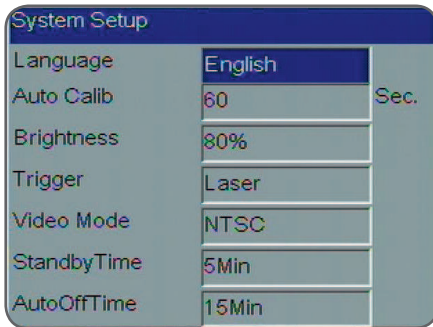 System Setup
Language English
Auto Calib 60 Sec.
Brightness 80%
Trigger Laser
Video Mode NTSC
StandbyTime 5Min
AutoOffTime 15Min